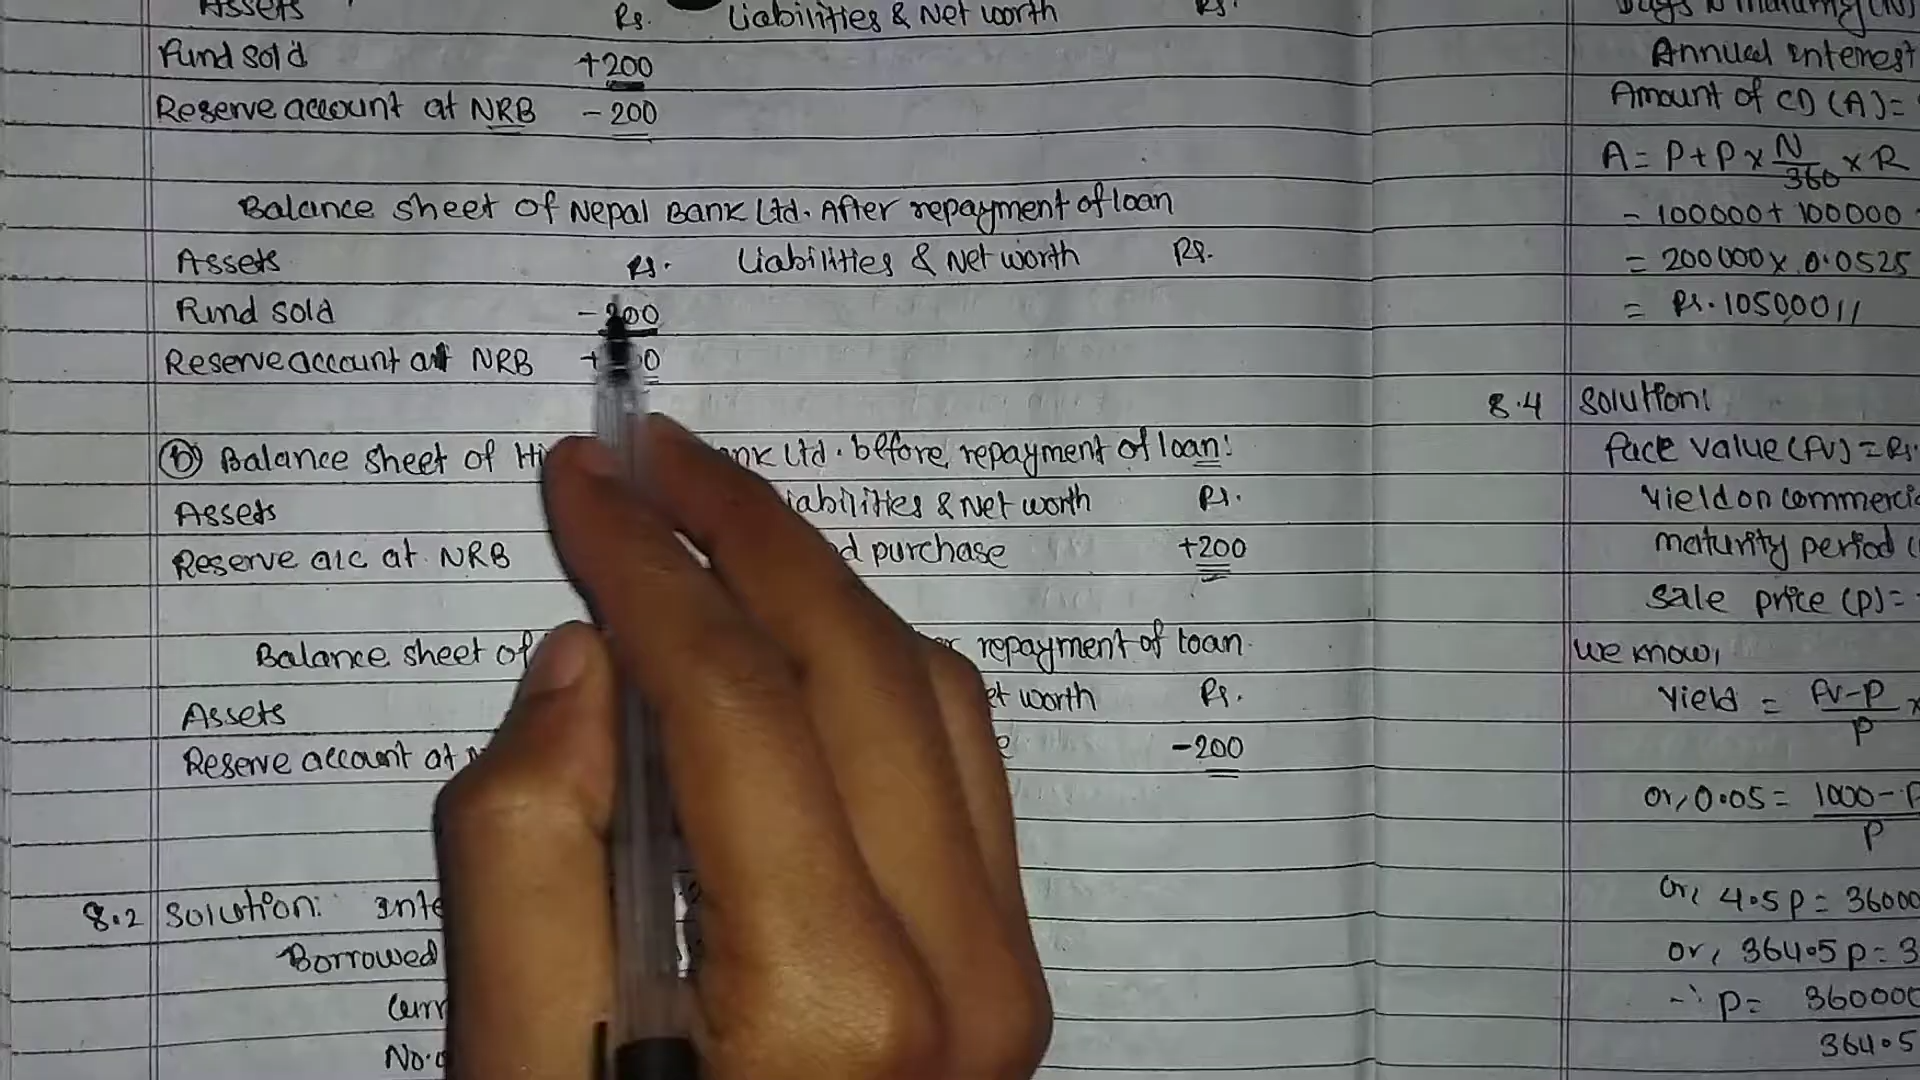 Assets Rs. Liabilities & Net worth Rs.
Fund sold +200
Reserve account at NRB -200
Balance sheet of Nepal Bank Ltd. After repayment of loan
Assets Rs. Liabilities & Net worth Rs.
Fund sold -200
Reserve account at NRB +
(b) Balance sheet of Ltd. before repayment of loan:
Assets Liabilities & Net worth Rs.
Reserve a/c at NRB purchase +200
Balance sheet of repayment of loan
Assets worth Rs.
Reserve account at -200
8.2 Solution:
Borrowed
Annual interest
Amount of CD (A) =
A = P + P × N/360 × R
= 100000 + 100000
= 200000 × 0.0525
= Rs. 10500011
8.4 Solution:
face value (FV) = Rs.
Yield on
maturity period
Sale price (P) =
We know,
Yield = FV-P/P ×
or, 0.05 = 1000-P/P
or, 4.5P = 36000
or, 364.5P = 3
∴ P = 360000
364.5